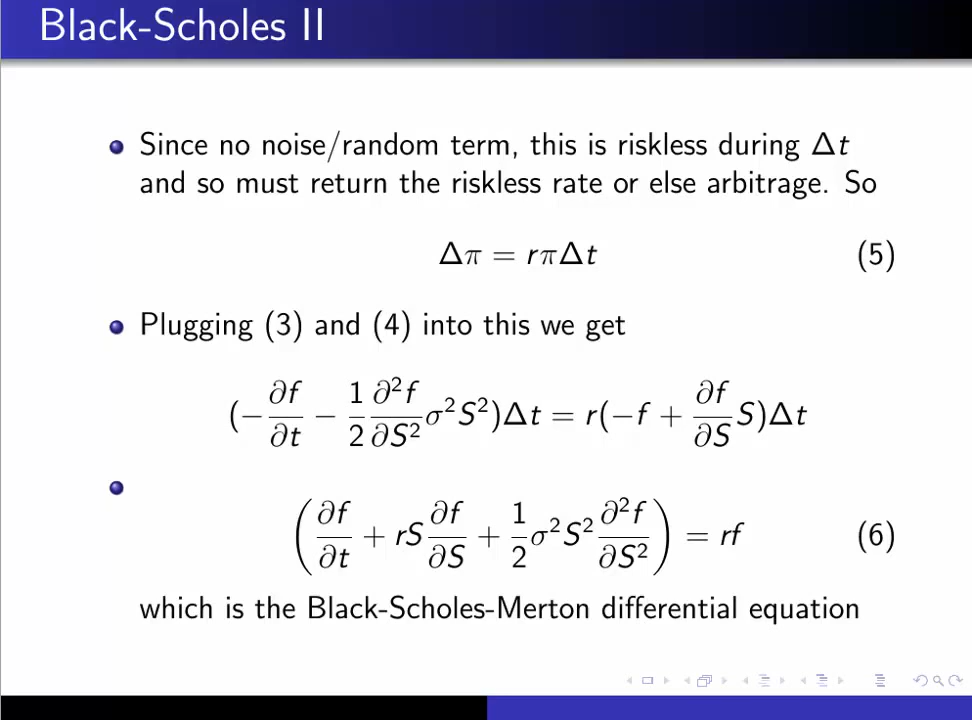 Black-Scholes II
Since no noise/random term, this is riskless during Δt
and so must return the riskless rate or else arbitrage. So
Δπ = rπΔt (5)
Plugging (3) and (4) into this we get
(−∂f/∂t − 1/2 ∂²f/∂S² σ²S²)Δt = r(−f + ∂f/∂S S)Δt
(∂f/∂t + rS ∂f/∂S + 1/2 σ²S² ∂²f/∂S²) = rf (6)
which is the Black-Scholes-Merton differential equation